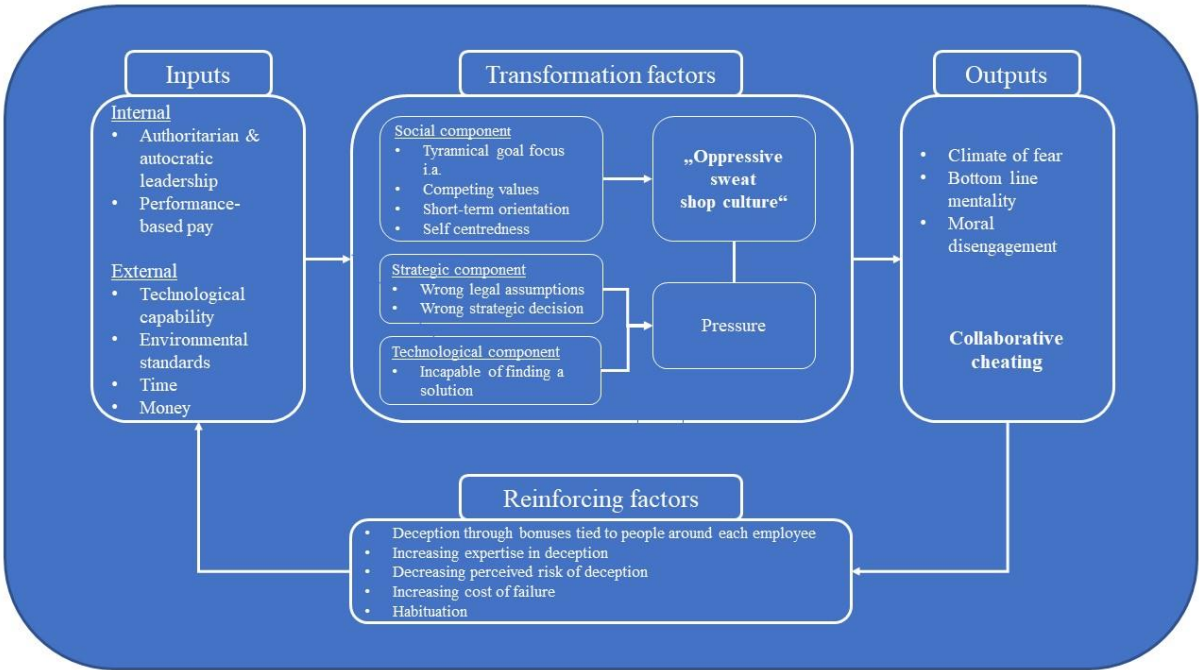 Inputs
Internal
• Authoritarian &
autocratic
leadership
• Performance-
based pay
External
• Technological
capability
• Environmental
standards
• Time
• Money
Transformation factors
Social component
• Tyrannical goal focus
i.a.
• Competing values
• Short-term orientation
• Self centredness
„Oppressive
sweat
shop culture“
Strategic component
• Wrong legal assumptions
• Wrong strategic decision
Technological component
• Incapable of finding a
solution
Pressure
Outputs
• Climate of fear
• Bottom line
mentality
• Moral
disengagement
Collaborative
cheating
Reinforcing factors
• Deception through bonuses tied to people around each employee
• Increasing expertise in deception
• Decreasing perceived risk of deception
• Increasing cost of failure
• Habituation